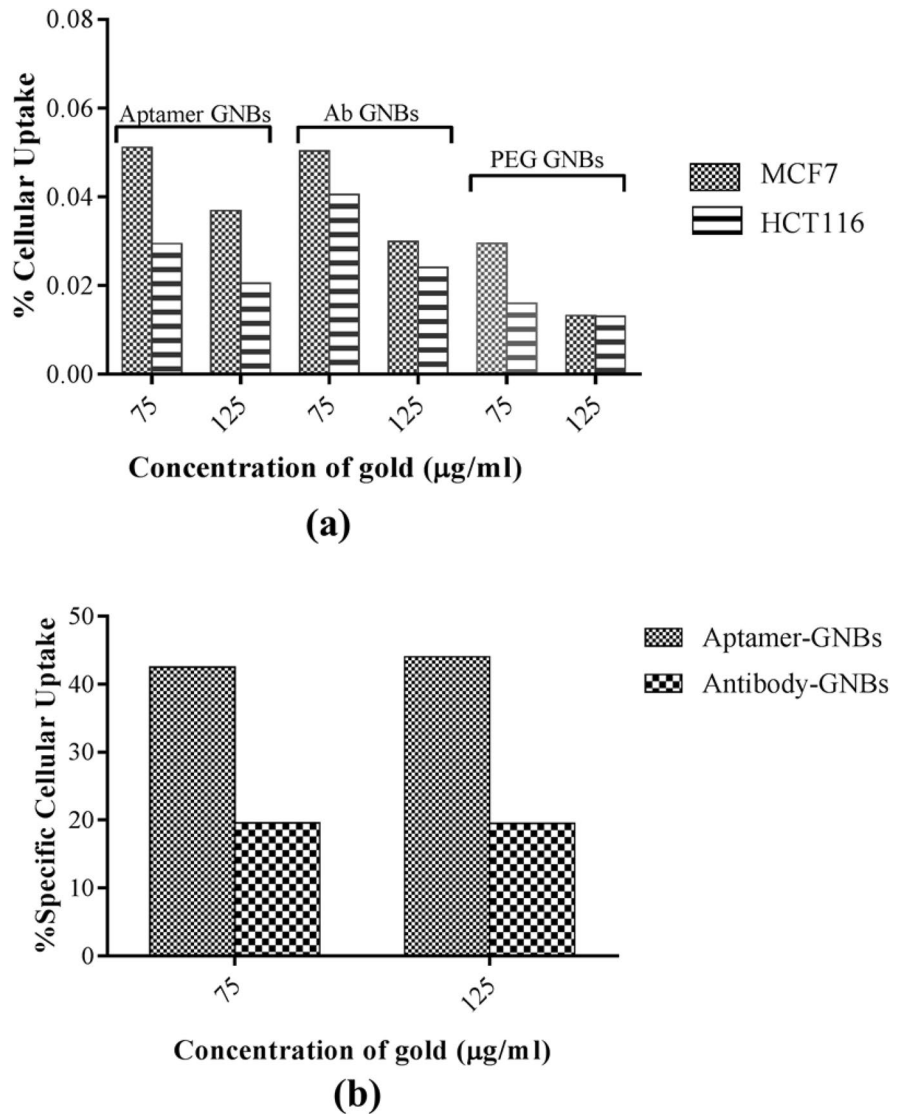 0.08
0.06
0.04
0.02
0.00
% Cellular Uptake
Aptamer GNBs
Ab GNBs
PEG GNBs
MCF7
HCT116
75
125
75
125
75
125
Concentration of gold (μg/ml)
(a)
50
40
30
20
10
0
%Specific Cellular Uptake
Aptamer-GNBs
Antibody-GNBs
75
125
Concentration of gold (μg/ml)
(b)